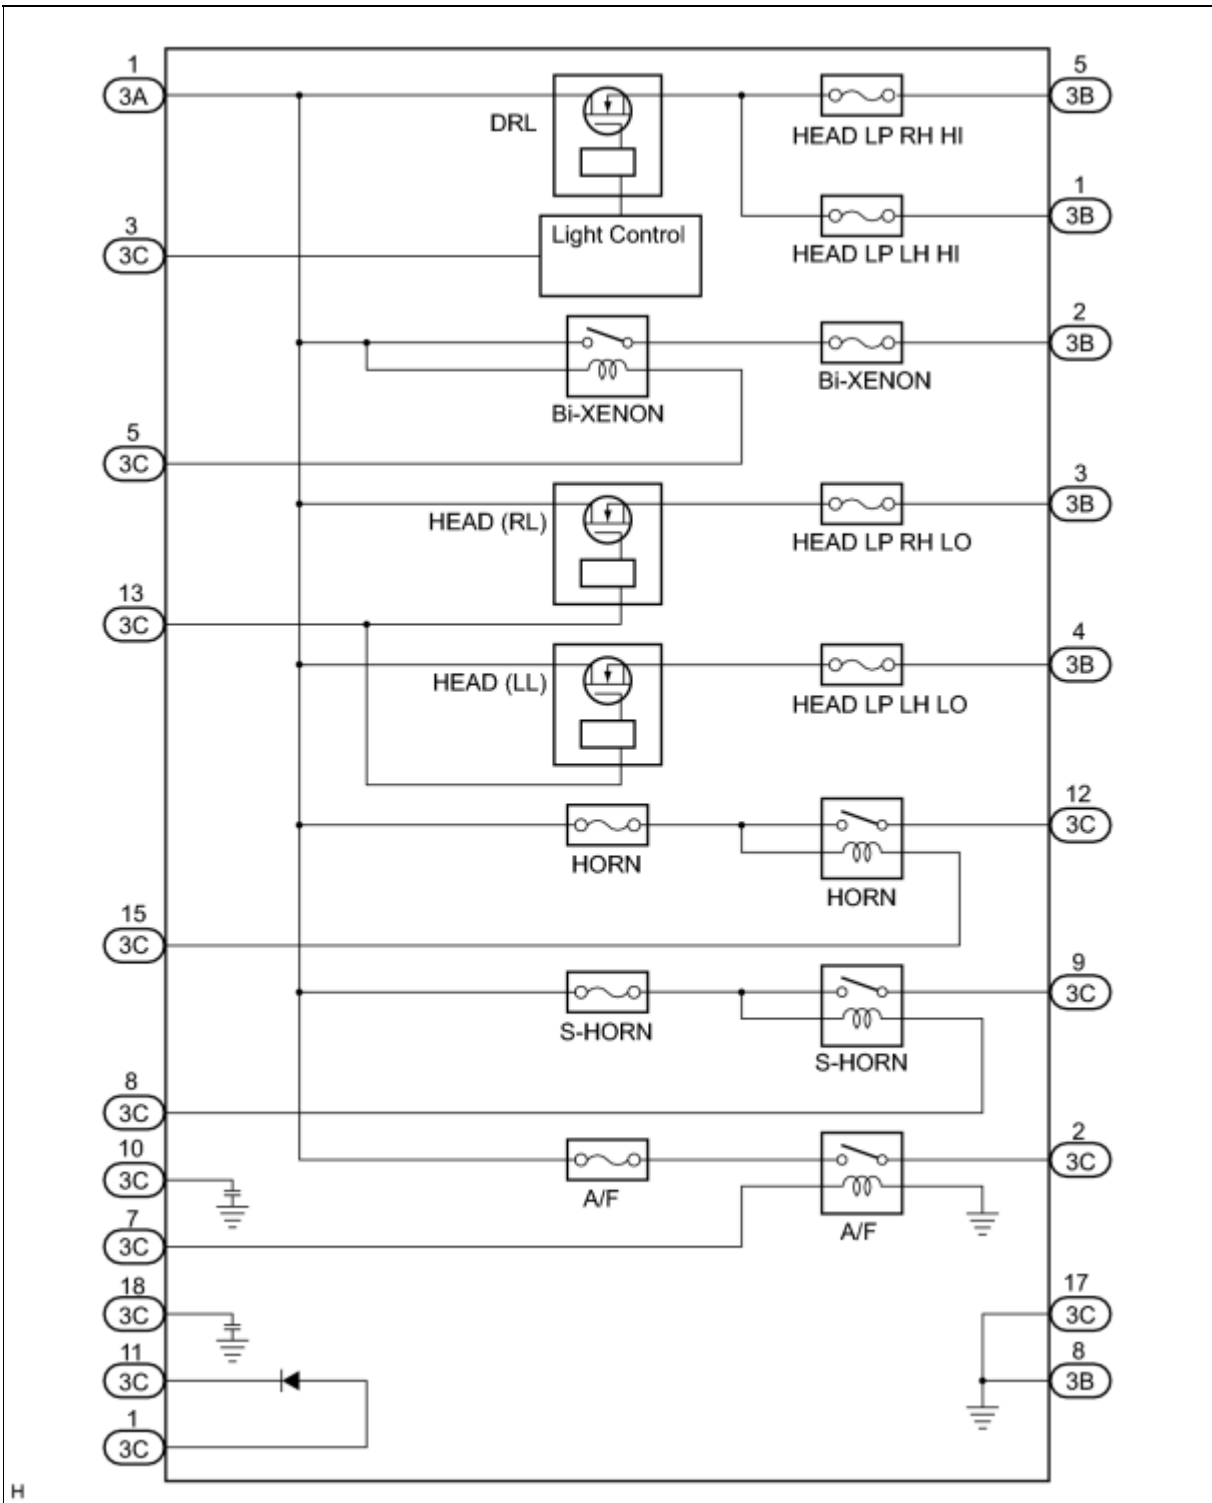 1
5
3A
3B
DRL
HEAD LP RH HI
1
3B
3
Light Control
3C
HEAD LP LH HI
2
3B
Bi-XENON
Bi-XENON
5
3C
3
3B
HEAD (RL)
HEAD LP RH LO
13
3C
4
3B
HEAD (LL)
HEAD LP LH LO
12
3C
HORN
HORN
15
3C
9
3C
S-HORN
S-HORN
8
3C
10
3C
2
3C
A/F
A/F
7
3C
18
3C
17
3C
11
3C
8
3B
1
3C
H